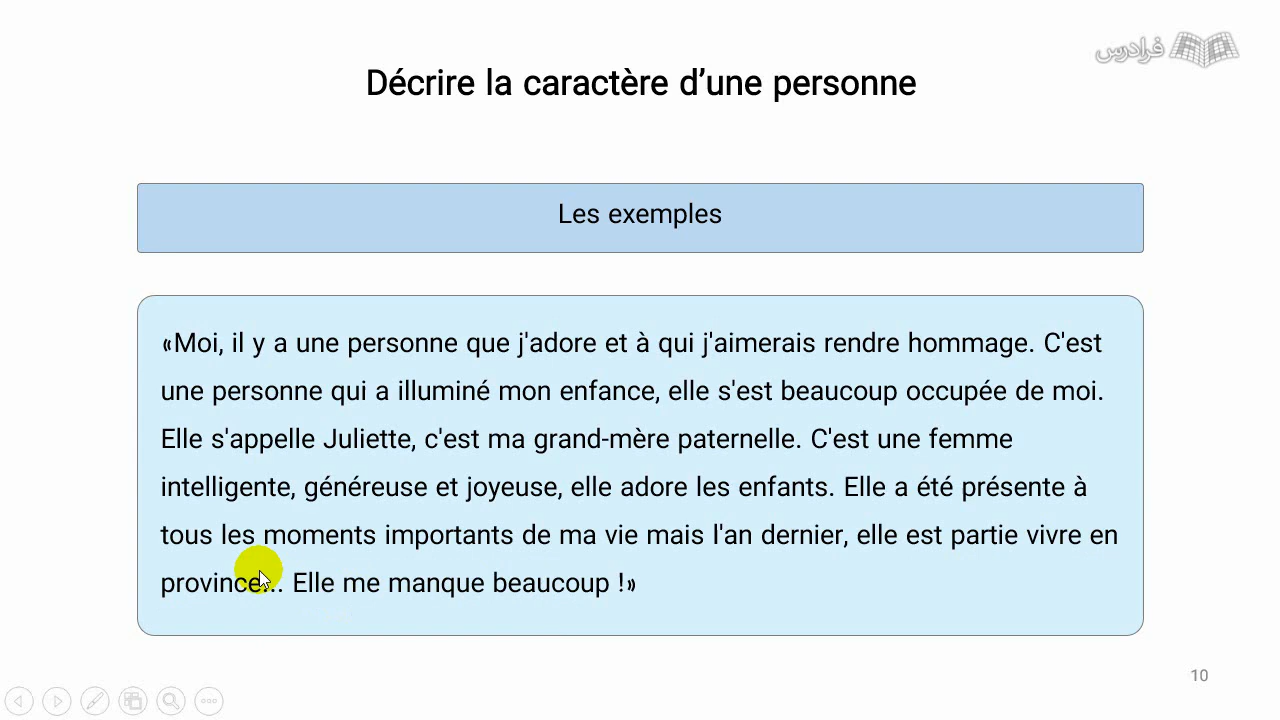 فرادرس
Décrire la caractère d’une personne
Les exemples
«Moi, il y a une personne que j'adore et à qui j'aimerais rendre hommage. C'est
une personne qui a illuminé mon enfance, elle s'est beaucoup occupée de moi.
Elle s'appelle Juliette, c'est ma grand-mère paternelle. C'est une femme
intelligente, généreuse et joyeuse, elle adore les enfants. Elle a été présente à
tous les moments importants de ma vie mais l'an dernier, elle est partie vivre en
province... Elle me manque beaucoup !»
10